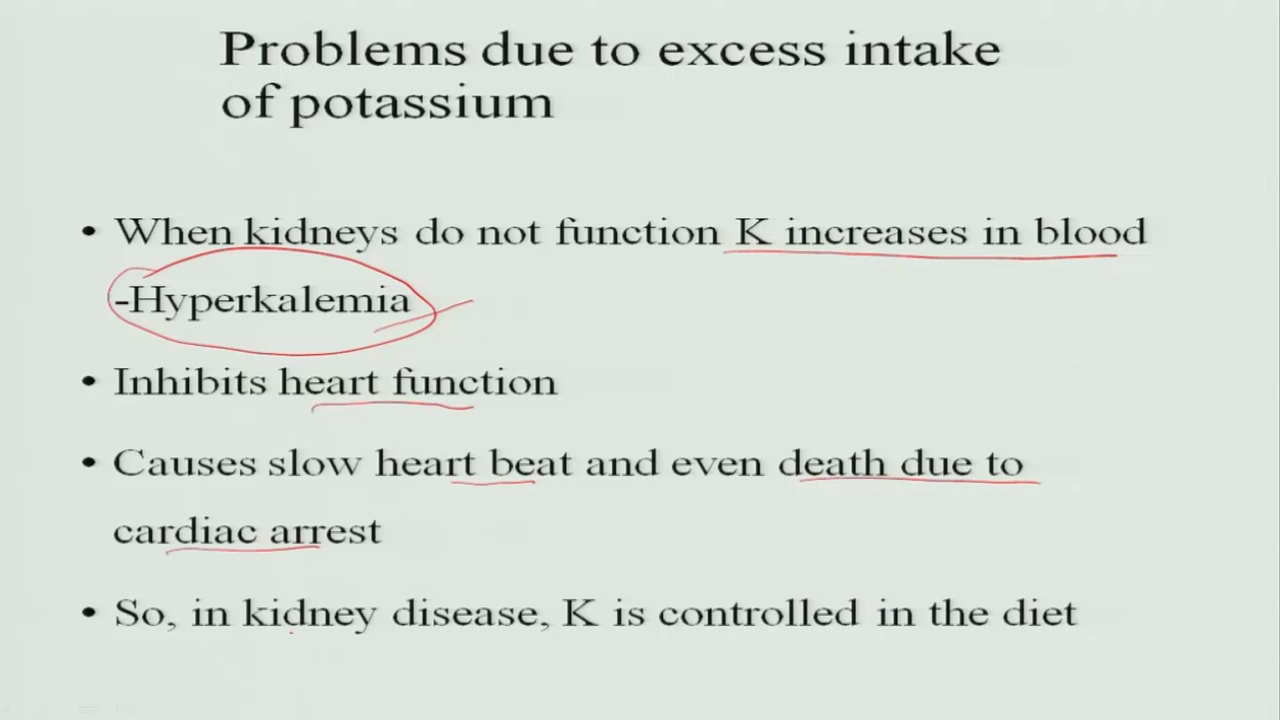 Problems due to excess intake
of potassium
• When kidneys do not function K increases in blood
-Hyperkalemia
• Inhibits heart function
• Causes slow heart beat and even death due to
cardiac arrest
• So, in kidney disease, K is controlled in the diet